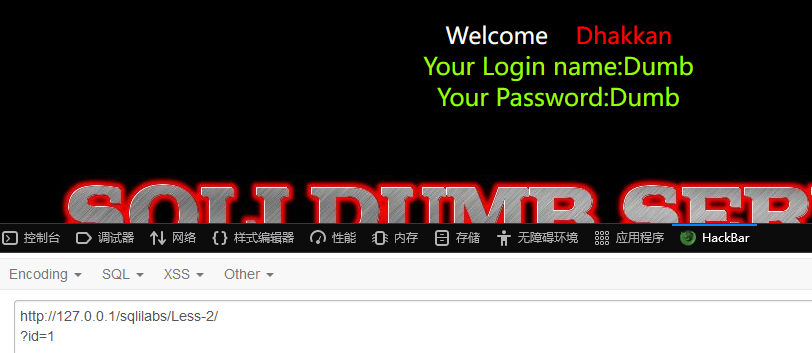 Welcome Dhakkan
Your Login name:Dumb
Your Password:Dumb
SQLI DUMB SER
控制台 调试器 网络 {} 样式编辑器 性能 内存 存储 无障碍环境 应用程序 HackBar
Encoding SQL XSS Other
http://127.0.0.1/sqlilabs/Less-2/
?id=1